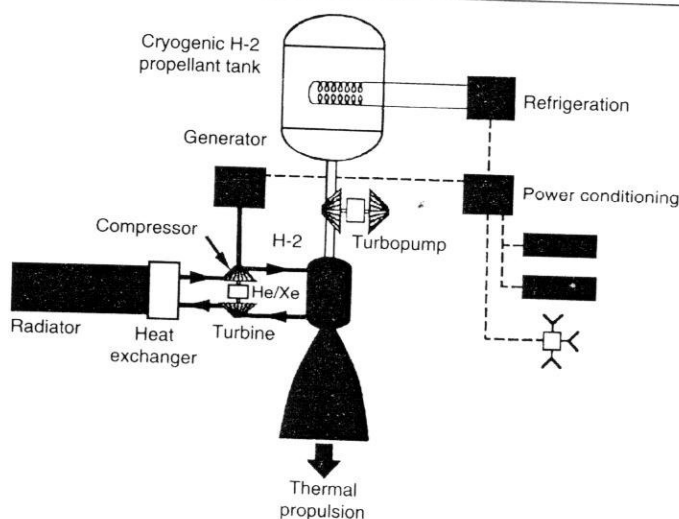 Cryogenic H-2
propellant tank
Refrigeration
Generator
Power conditioning
Compressor
H-2
Turbopump
He/Xe
Radiator
Heat
exchanger
Turbine
Thermal
propulsion